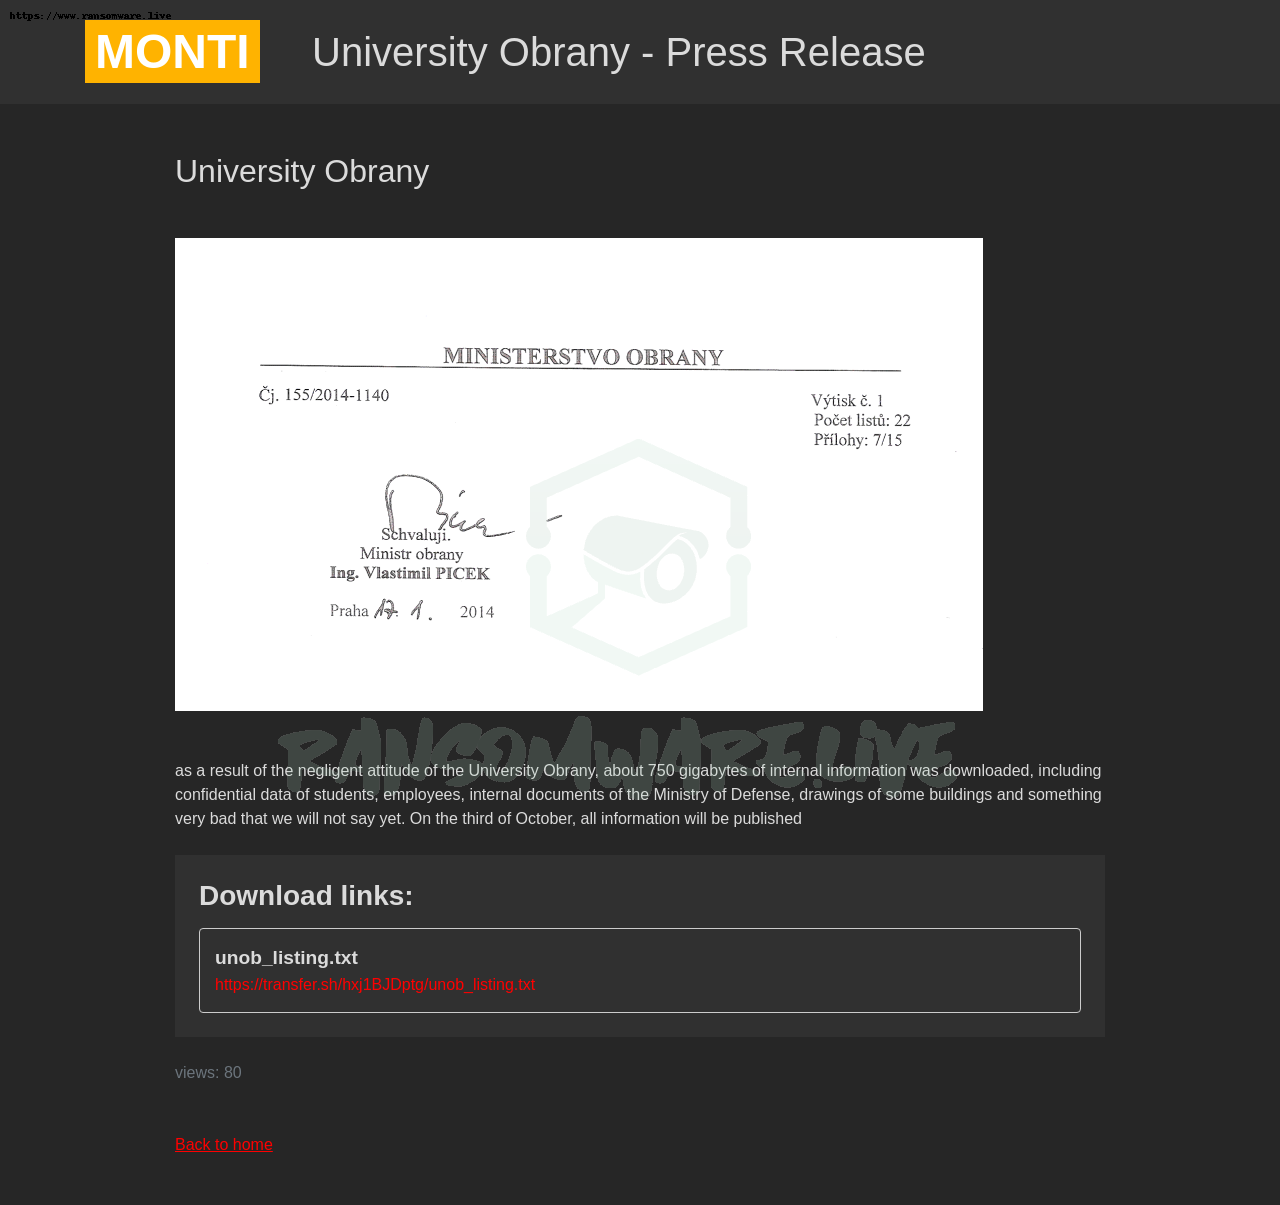 https://www.ransomware.live
MONTI
University Obrany - Press Release
University Obrany
MINISTERSTVO OBRANY
Čj. 155/2014-1140
Výtisk č. 1
Počet listů: 22
Přílohy: 7/15
Schvaluji.
Ministr obrany
Ing. Vlastimil PICEK
Praha 17. 1. 2014
RANSOMWARE.LIVE
as a result of the negligent attitude of the University Obrany, about 750 gigabytes of internal information was downloaded, including
confidential data of students, employees, internal documents of the Ministry of Defense, drawings of some buildings and something
very bad that we will not say yet. On the third of October, all information will be published
Download links:
unob_listing.txt
https://transfer.sh/hxj1BJDptg/unob_listing.txt
views: 80
Back to home